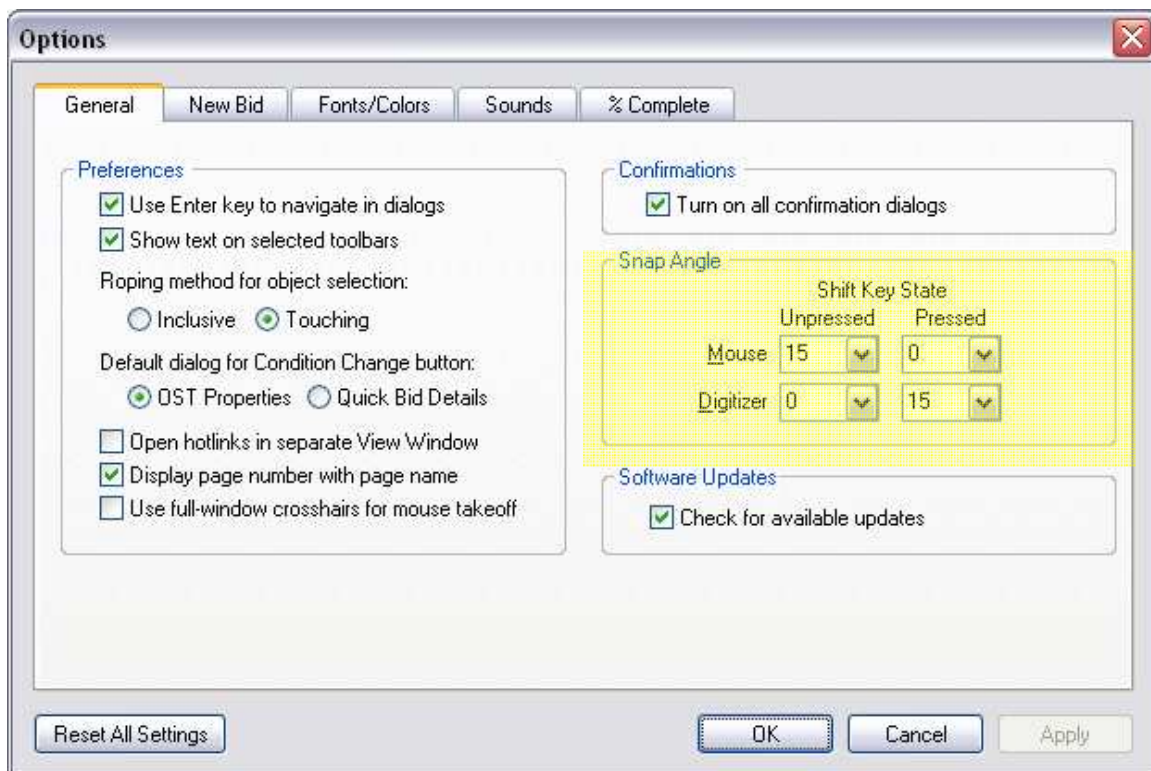 Options
General New Bid Fonts/Colors Sounds % Complete
Preferences
Use Enter key to navigate in dialogs
Show text on selected toolbars
Roping method for object selection:
Inclusive Touching
Default dialog for Condition Change button:
OST Properties Quick Bid Details
Open hotlinks in separate View Window
Display page number with page name
Use full-window crosshairs for mouse takeoff
Confirmations
Turn on all confirmation dialogs
Snap Angle
Shift Key State
Unpressed Pressed
Mouse 15 0
Digitizer 0 15
Software Updates
Check for available updates
Reset All Settings OK Cancel Apply